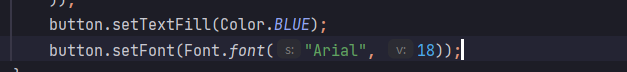 ));
button.setTextFill(Color.BLUE);
button.setFont(Font.font( s: "Arial", v: 18));
}